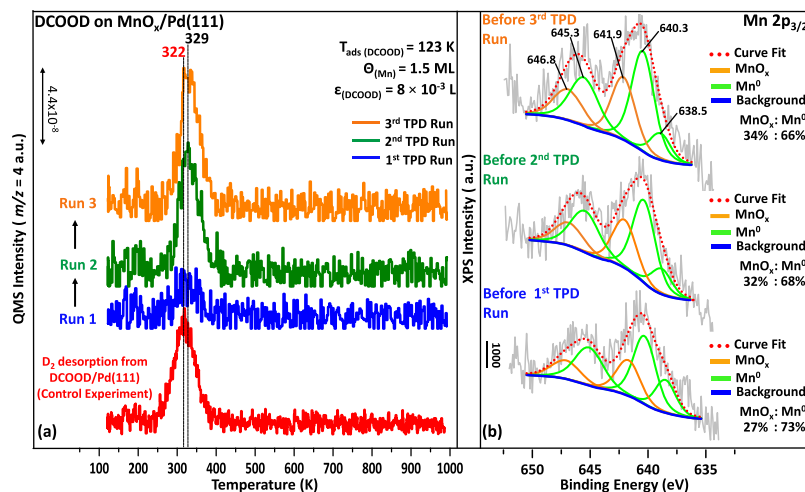 DCOOD on MnOₓ/Pd(111)
329
322
T_ads (DCOOD) = 123 K
Θ_(Mn) = 1.5 ML
ε_(DCOOD) = 8 × 10⁻³ L
4.4x10⁻⁸
3ʳᵈ TPD Run
2ⁿᵈ TPD Run
1ˢᵗ TPD Run
QMS Intensity ( m/z = 4 a.u.)
Run 3
Run 2
Run 1
D₂ desorption from
DCOOD/Pd(111)
(Control Experiment)
(a)
100 200 300 400 500 600 700 800 900 1000
Temperature (K)
Before 3ʳᵈ TPD
Run
Mn 2p₃/₂
646.8
645.3
641.9
640.3
638.5
Curve Fit
MnOₓ
Mn⁰
Background
MnOₓ: Mn⁰
34% : 66%
XPS Intensity ( a.u.)
Before 2ⁿᵈ TPD
Run
Curve Fit
MnOₓ
Mn⁰
Background
MnOₓ: Mn⁰
32% : 68%
Before 1ˢᵗ TPD
Run
1000
Curve Fit
MnOₓ
Mn⁰
Background
MnOₓ: Mn⁰
27% : 73%
(b)
650 645 640 635
Binding Energy (eV)